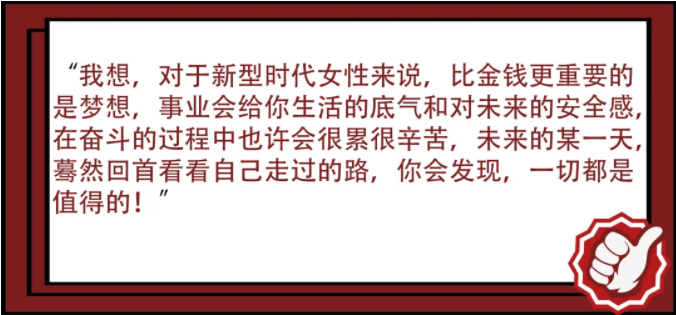 “我想，对于新型时代女性来说，比金钱更重要的
是梦想，事业会给你生活的底气和对未来的安全感，
在奋斗的过程中也许会很累很辛苦，未来的某一天，
蓦然回首看看自己走过的路，你会发现，一切都是
值得的！”